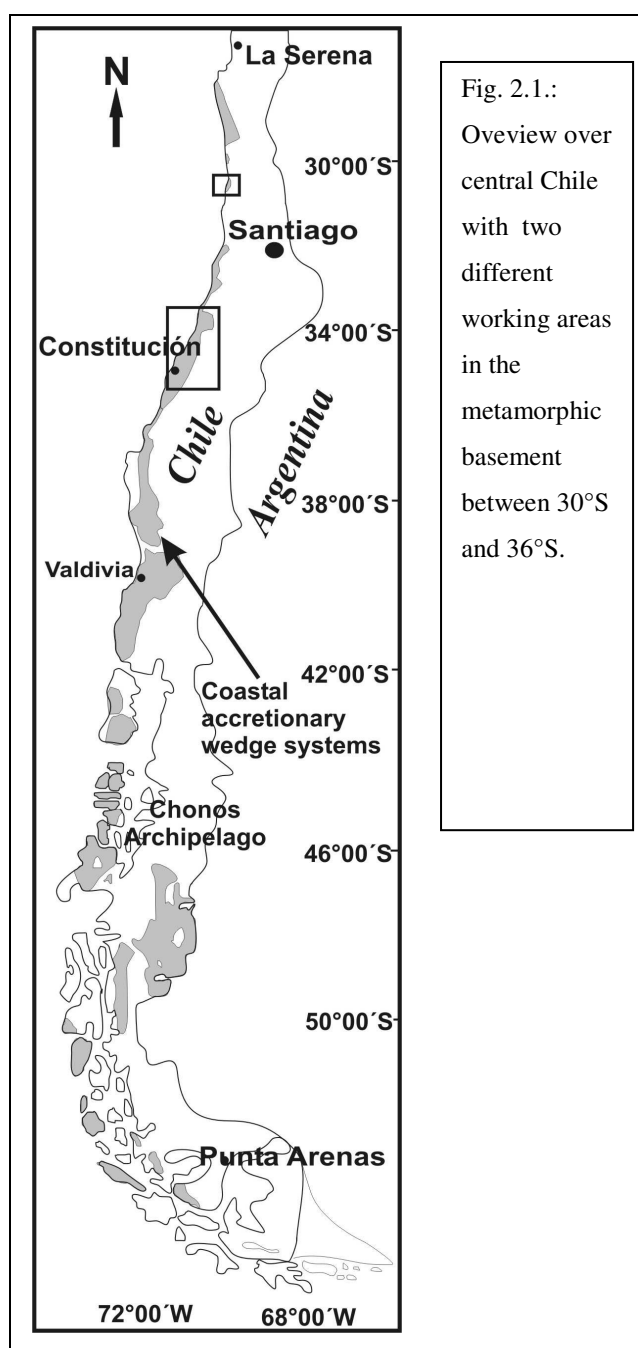 N
La Serena
30°00´S
Santiago
34°00´S
Constitución
Chile
Argentina
38°00´S
Valdivia
42°00´S
Coastal
accretionary
wedge systems
Chonos
Archipelago
46°00´S
50°00´S
Punta Arenas
72°00´W
68°00´W
Fig. 2.1.:
Oveview over
central Chile
with two
different
working areas
in the
metamorphic
basement
between 30°S
and 36°S.